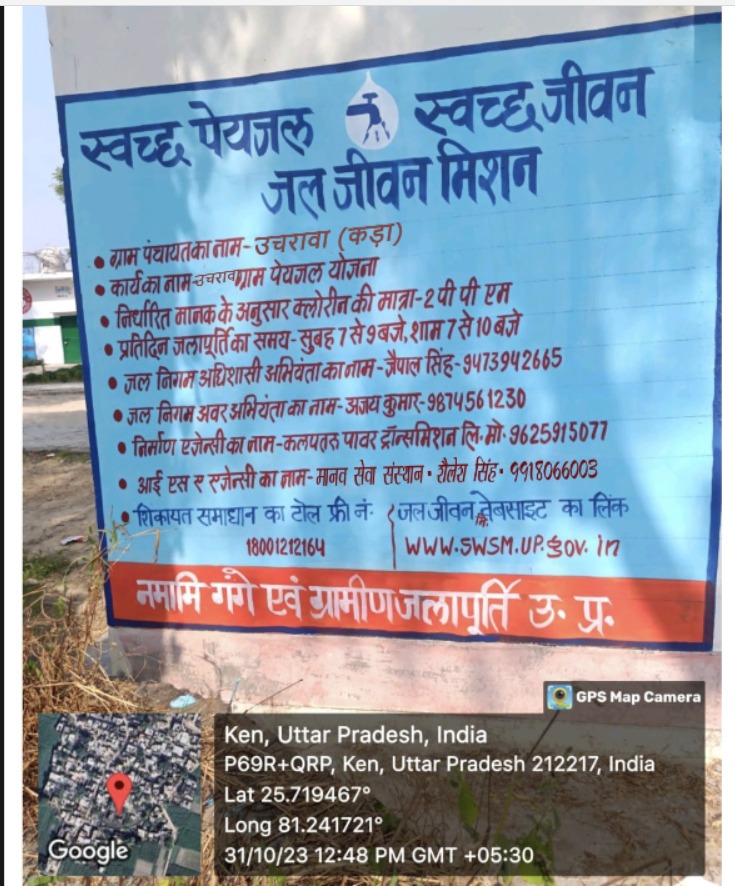 स्वच्छ पेयजल स्वच्छ जीवन
जल जीवन मिशन
• ग्राम पंचायत का नाम- उचरावा (कड़ा)
• कार्य का नाम- उचरावा ग्राम पेयजल योजना
• निर्धारित मानक के अनुसार क्लोरीन की मात्रा-2 पी पी एम
• प्रतिदिन जलापूर्ति का समय-सुबह 7 से 9 बजे, शाम 7 से 10 बजे
• जल निगम अधिशासी अभियंता का नाम-जैपाल सिंह-9473942665
• जल निगम अवर अभियंता का नाम-अजय कुमार-9874561230
• निर्माण एजेन्सी का नाम-कलपतरु पावर ट्रॉन्समिशन लि. मो. 9625915077
• आई एस ए एजेन्सी का नाम- मानव सेवा संस्थान • शैलेश सिंह • 9918066003
• शिकायत समाधान का टोल फ्री नं-
18001212164
जल जीवन मि. वेबसाइट का लिंक
WWW.SWSM.UP.gov.in
नमामि गंगे एवं ग्रामीण जलापूर्ति उ. प्र.
GPS Map Camera
Ken, Uttar Pradesh, India
P69R+QRP, Ken, Uttar Pradesh 212217, India
Lat 25.719467°
Long 81.241721°
31/10/23 12:48 PM GMT +05:30
Google